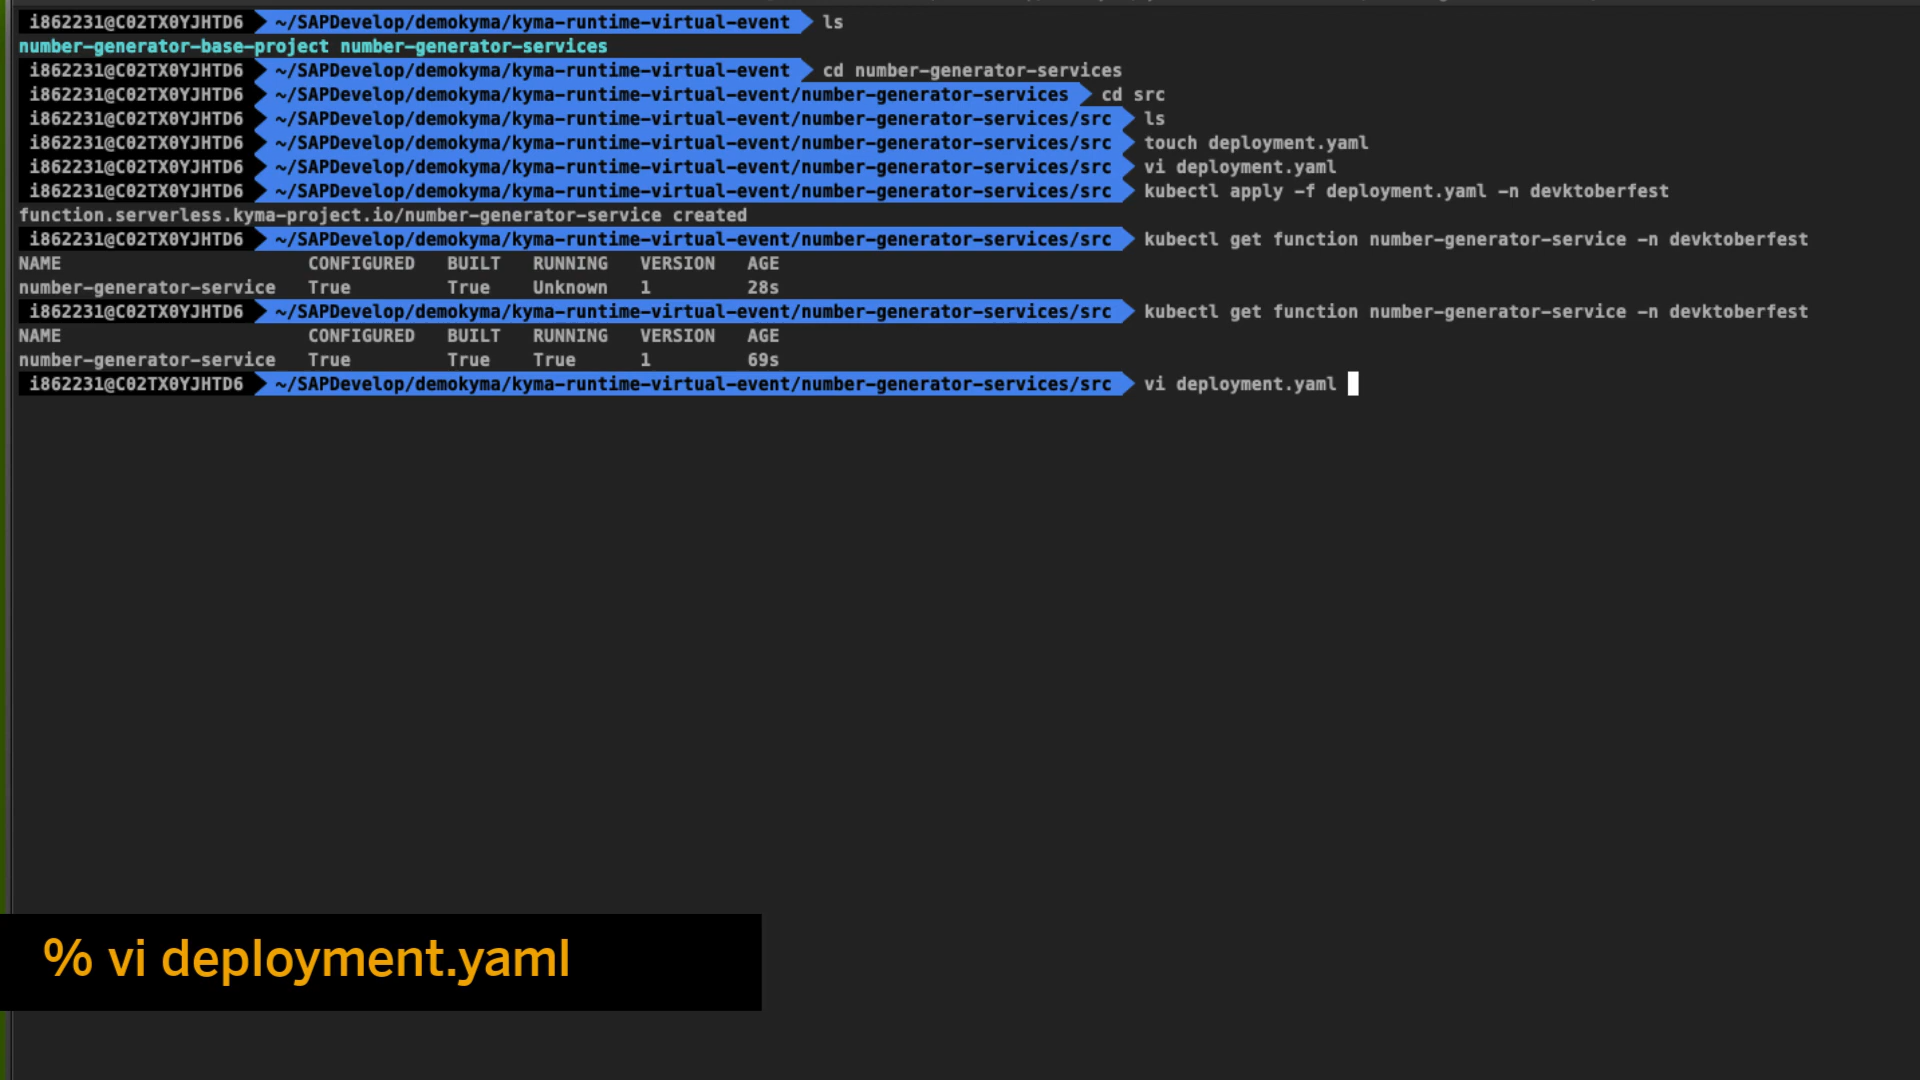 i862231@C02TX0YJHTD6 ~/SAPDevelop/demokyma/kyma-runtime-virtual-event ls
number-generator-base-project number-generator-services
i862231@C02TX0YJHTD6 ~/SAPDevelop/demokyma/kyma-runtime-virtual-event cd number-generator-services
i862231@C02TX0YJHTD6 ~/SAPDevelop/demokyma/kyma-runtime-virtual-event/number-generator-services cd src
i862231@C02TX0YJHTD6 ~/SAPDevelop/demokyma/kyma-runtime-virtual-event/number-generator-services/src ls
i862231@C02TX0YJHTD6 ~/SAPDevelop/demokyma/kyma-runtime-virtual-event/number-generator-services/src touch deployment.yaml
i862231@C02TX0YJHTD6 ~/SAPDevelop/demokyma/kyma-runtime-virtual-event/number-generator-services/src vi deployment.yaml
i862231@C02TX0YJHTD6 ~/SAPDevelop/demokyma/kyma-runtime-virtual-event/number-generator-services/src kubectl apply -f deployment.yaml -n devktoberfest
function.serverless.kyma-project.io/number-generator-service created
i862231@C02TX0YJHTD6 ~/SAPDevelop/demokyma/kyma-runtime-virtual-event/number-generator-services/src kubectl get function number-generator-service -n devktoberfest
NAME CONFIGURED BUILT RUNNING VERSION AGE
number-generator-service True True Unknown 1 28s
i862231@C02TX0YJHTD6 ~/SAPDevelop/demokyma/kyma-runtime-virtual-event/number-generator-services/src kubectl get function number-generator-service -n devktoberfest
NAME CONFIGURED BUILT RUNNING VERSION AGE
number-generator-service True True True 1 69s
i862231@C02TX0YJHTD6 ~/SAPDevelop/demokyma/kyma-runtime-virtual-event/number-generator-services/src vi deployment.yaml
% vi deployment.yaml